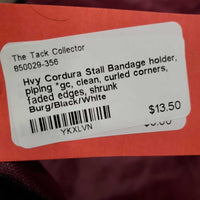 The Tack Collector
850029-356
Hvy Cordura Stall Bandage holder,
piping *gc, clean, curled corners,
faded edges, shrunk
Burg/Black/White
$13.50
YKXLVN